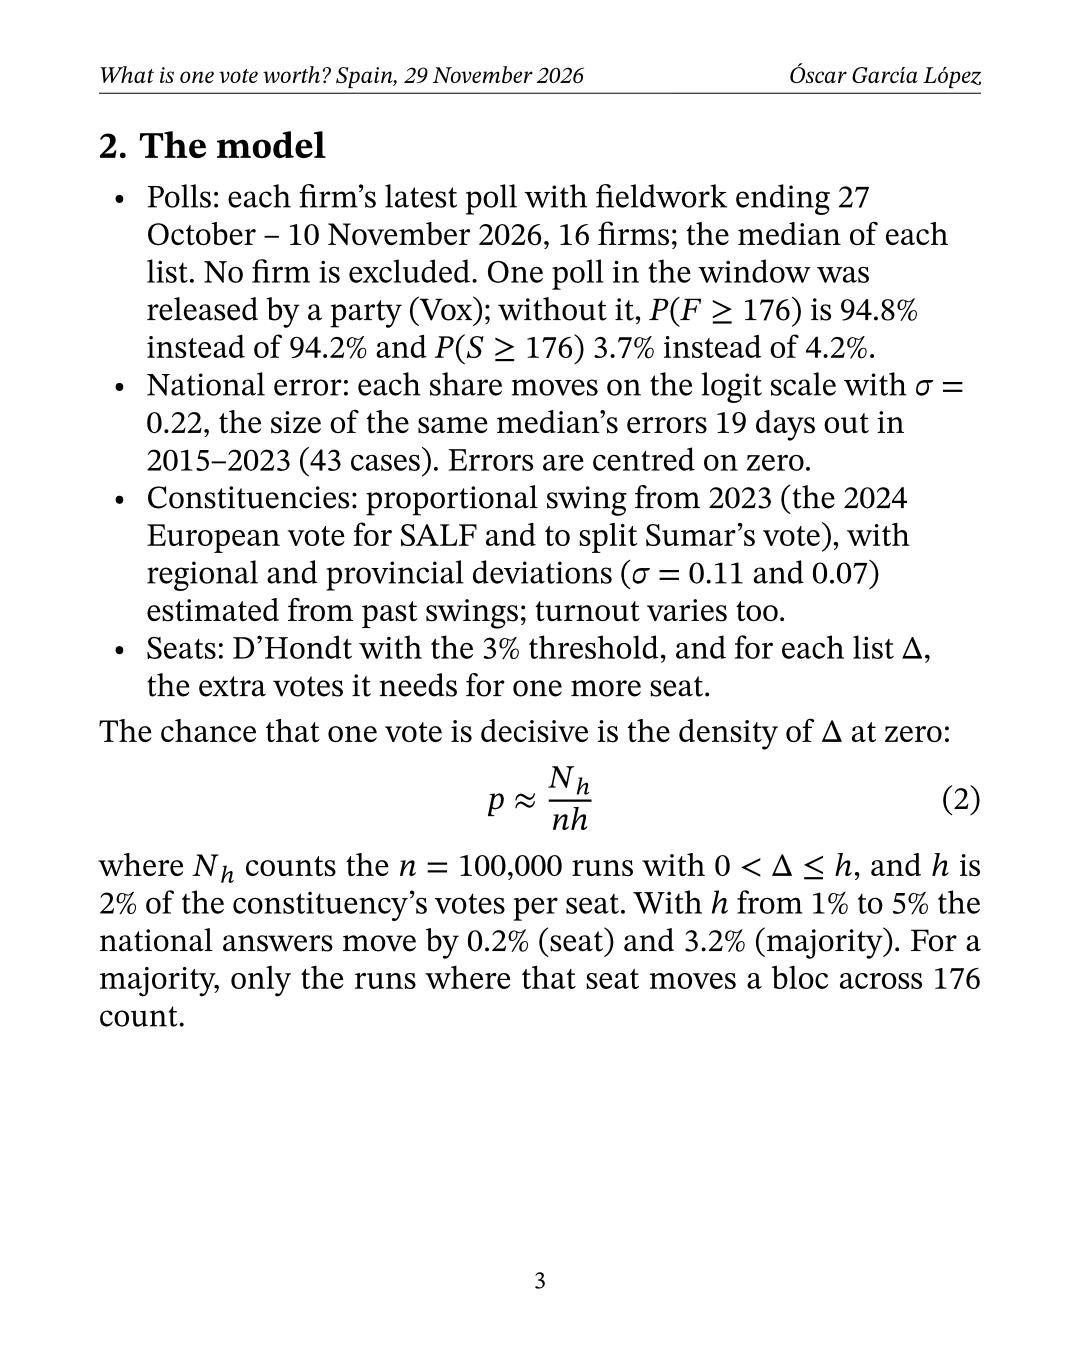 What is one vote worth? Spain, 29 November 2026 Óscar García López
2. The model
• Polls: each firm’s latest poll with fieldwork ending 27
October – 10 November 2026, 16 firms; the median of each
list. No firm is excluded. One poll in the window was
released by a party (Vox); without it, P(F ≥ 176) is 94.8%
instead of 94.2% and P(S ≥ 176) 3.7% instead of 4.2%.
• National error: each share moves on the logit scale with σ =
0.22, the size of the same median’s errors 19 days out in
2015–2023 (43 cases). Errors are centred on zero.
• Constituencies: proportional swing from 2023 (the 2024
European vote for SALF and to split Sumar’s vote), with
regional and provincial deviations (σ = 0.11 and 0.07)
estimated from past swings; turnout varies too.
• Seats: D’Hondt with the 3% threshold, and for each list Δ,
the extra votes it needs for one more seat.
The chance that one vote is decisive is the density of Δ at zero:
p ≈ N_h / nh (2)
where N_h counts the n = 100,000 runs with 0 < Δ ≤ h, and h is
2% of the constituency’s votes per seat. With h from 1% to 5% the
national answers move by 0.2% (seat) and 3.2% (majority). For a
majority, only the runs where that seat moves a bloc across 176
count.
3